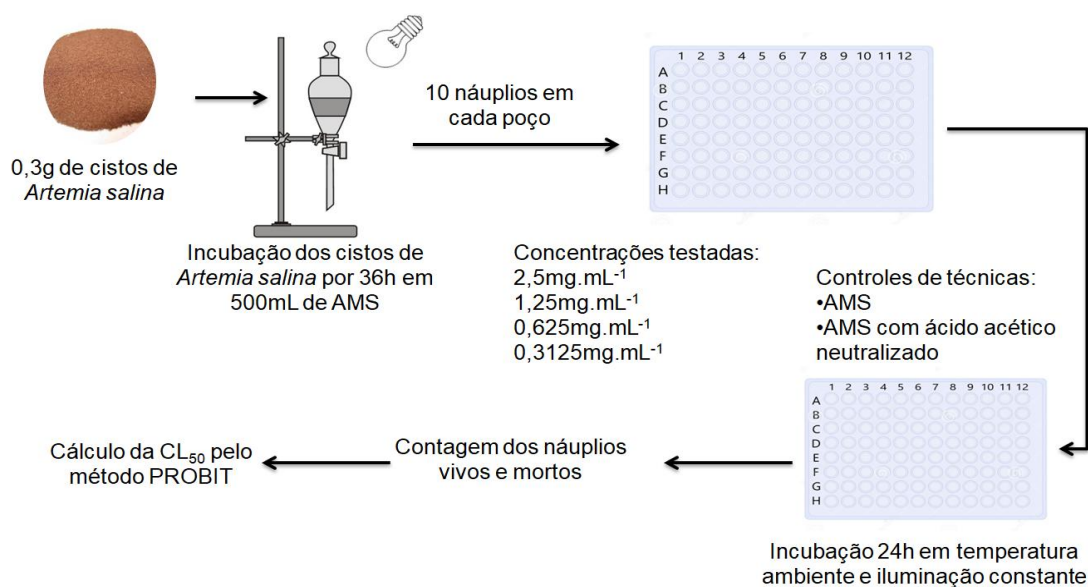 0,3g de cistos de
Artemia salina
Incubação dos cistos de
Artemia salina por 36h em
500mL de AMS
10 náuplios em
cada poço
1 2 3 4 5 6 7 8 9 10 11 12
A
B
C
D
E
F
G
H
Concentrações testadas:
2,5mg.mL⁻¹
1,25mg.mL⁻¹
0,625mg.mL⁻¹
0,3125mg.mL⁻¹
Controles de técnicas:
•AMS
•AMS com ácido acético
neutralizado
1 2 3 4 5 6 7 8 9 10 11 12
A
B
C
D
E
F
G
H
Incubação 24h em temperatura
ambiente e iluminação constante
Contagem dos náuplios
vivos e mortos
Cálculo da CL₅₀ pelo
método PROBIT